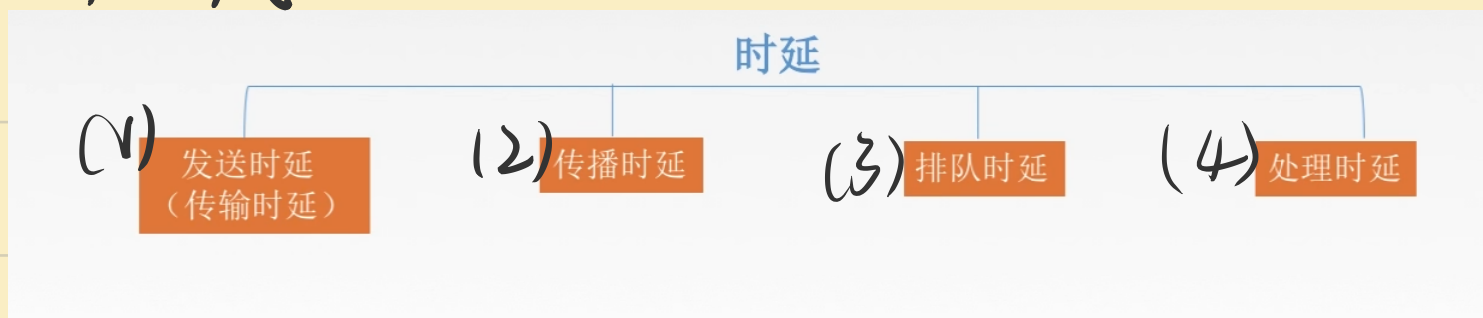 时延
(1) 发送时延
(传输时延)
(2) 传播时延
(3) 排队时延
(4) 处理时延